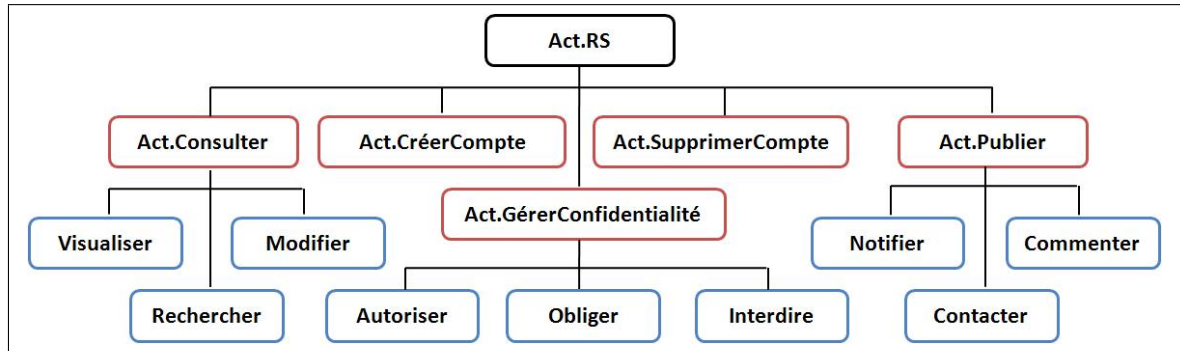 Act.RS
Act.Consulter
Act.CréerCompte
Act.SupprimerCompte
Act.Publier
Act.GérerConfidentialité
Visualiser
Modifier
Notifier
Commenter
Rechercher
Autoriser
Obliger
Interdire
Contacter